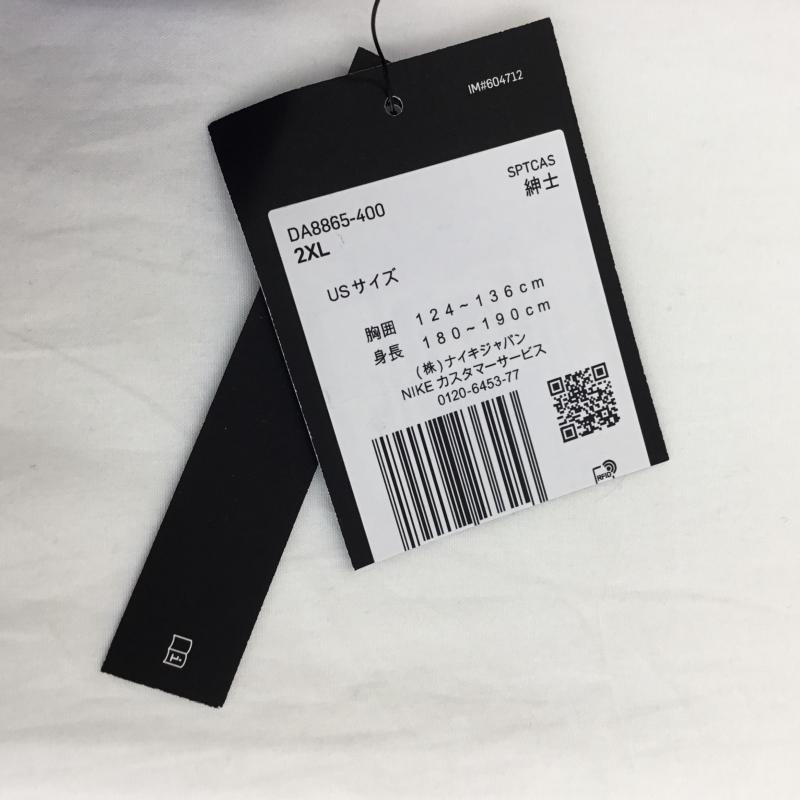 IM#604712
SPTCAS
紳士
DA8865-400
2XL
USサイズ
胸囲 124~136cm
身長 180~190cm
(株)ナイキジャパン
NIKE カスタマーサービス
0120-6453-77
RFID